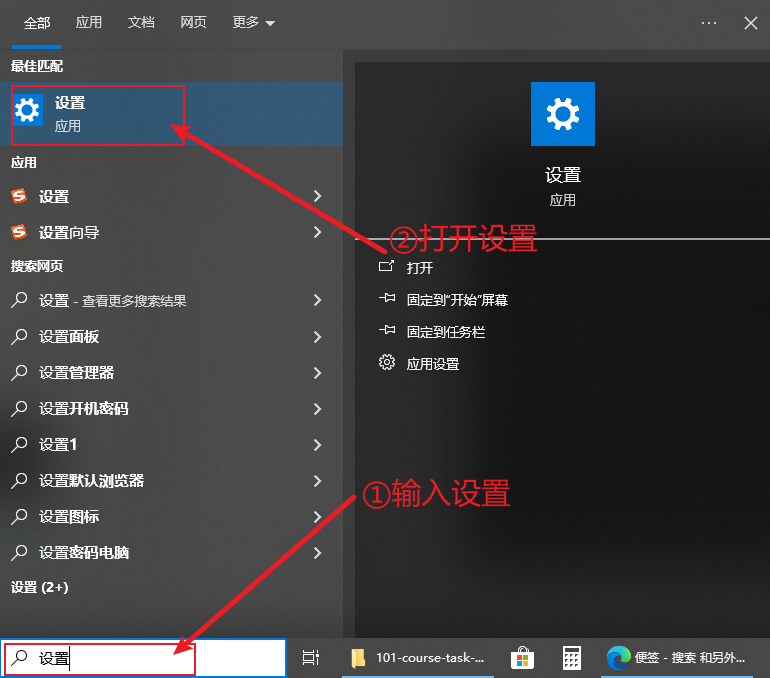 全部 应用 文档 网页 更多 ···
最佳匹配
设置
应用
应用
设置
设置向导
搜索网页
设置 - 查看更多搜索结果
设置面板
设置管理器
设置开机密码
设置1
设置默认浏览器
设置图标
设置密码电脑
设置 (2+)
设置
应用
②打开设置
打开
固定到"开始"屏幕
固定到任务栏
应用设置
①输入设置
设置
101-course-task-...
便签 - 搜索 和另外...